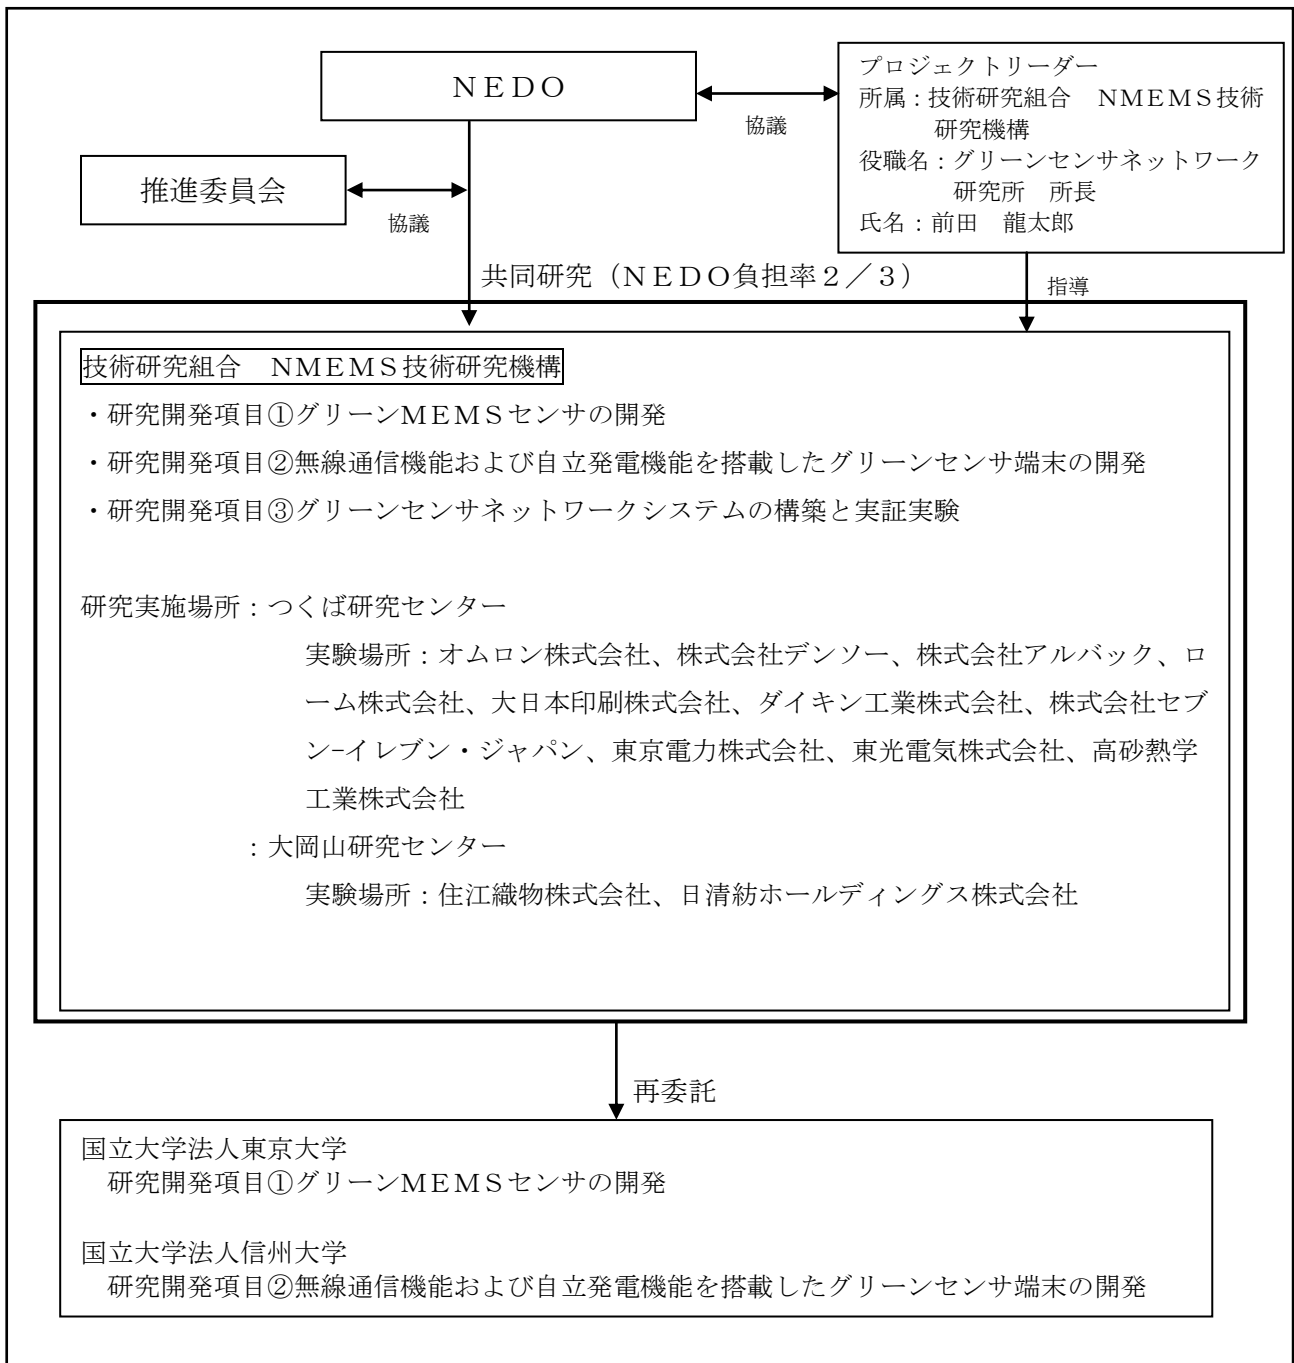 NEDO
プロジェクトリーダー
所属：技術研究組合　NMEMS技術
研究機構
役職名：グリーンセンサネットワーク
研究所　所長
氏名：前田　龍太郎
協議
推進委員会
協議
共同研究（NEDO負担率２／３）
指導
技術研究組合　NMEMS技術研究機構
・研究開発項目①グリーンMEMSセンサの開発
・研究開発項目②無線通信機能および自立発電機能を搭載したグリーンセンサ端末の開発
・研究開発項目③グリーンセンサネットワークシステムの構築と実証実験
研究実施場所：つくば研究センター
実験場所：オムロン株式会社、株式会社デンソー、株式会社アルバック、ロ
ーム株式会社、大日本印刷株式会社、ダイキン工業株式会社、株式会社セブ
ン-イレブン・ジャパン、東京電力株式会社、東光電気株式会社、高砂熱学
工業株式会社
：大岡山研究センター
実験場所：住江織物株式会社、日清紡ホールディングス株式会社
再委託
国立大学法人東京大学
研究開発項目①グリーンMEMSセンサの開発
国立大学法人信州大学
研究開発項目②無線通信機能および自立発電機能を搭載したグリーンセンサ端末の開発